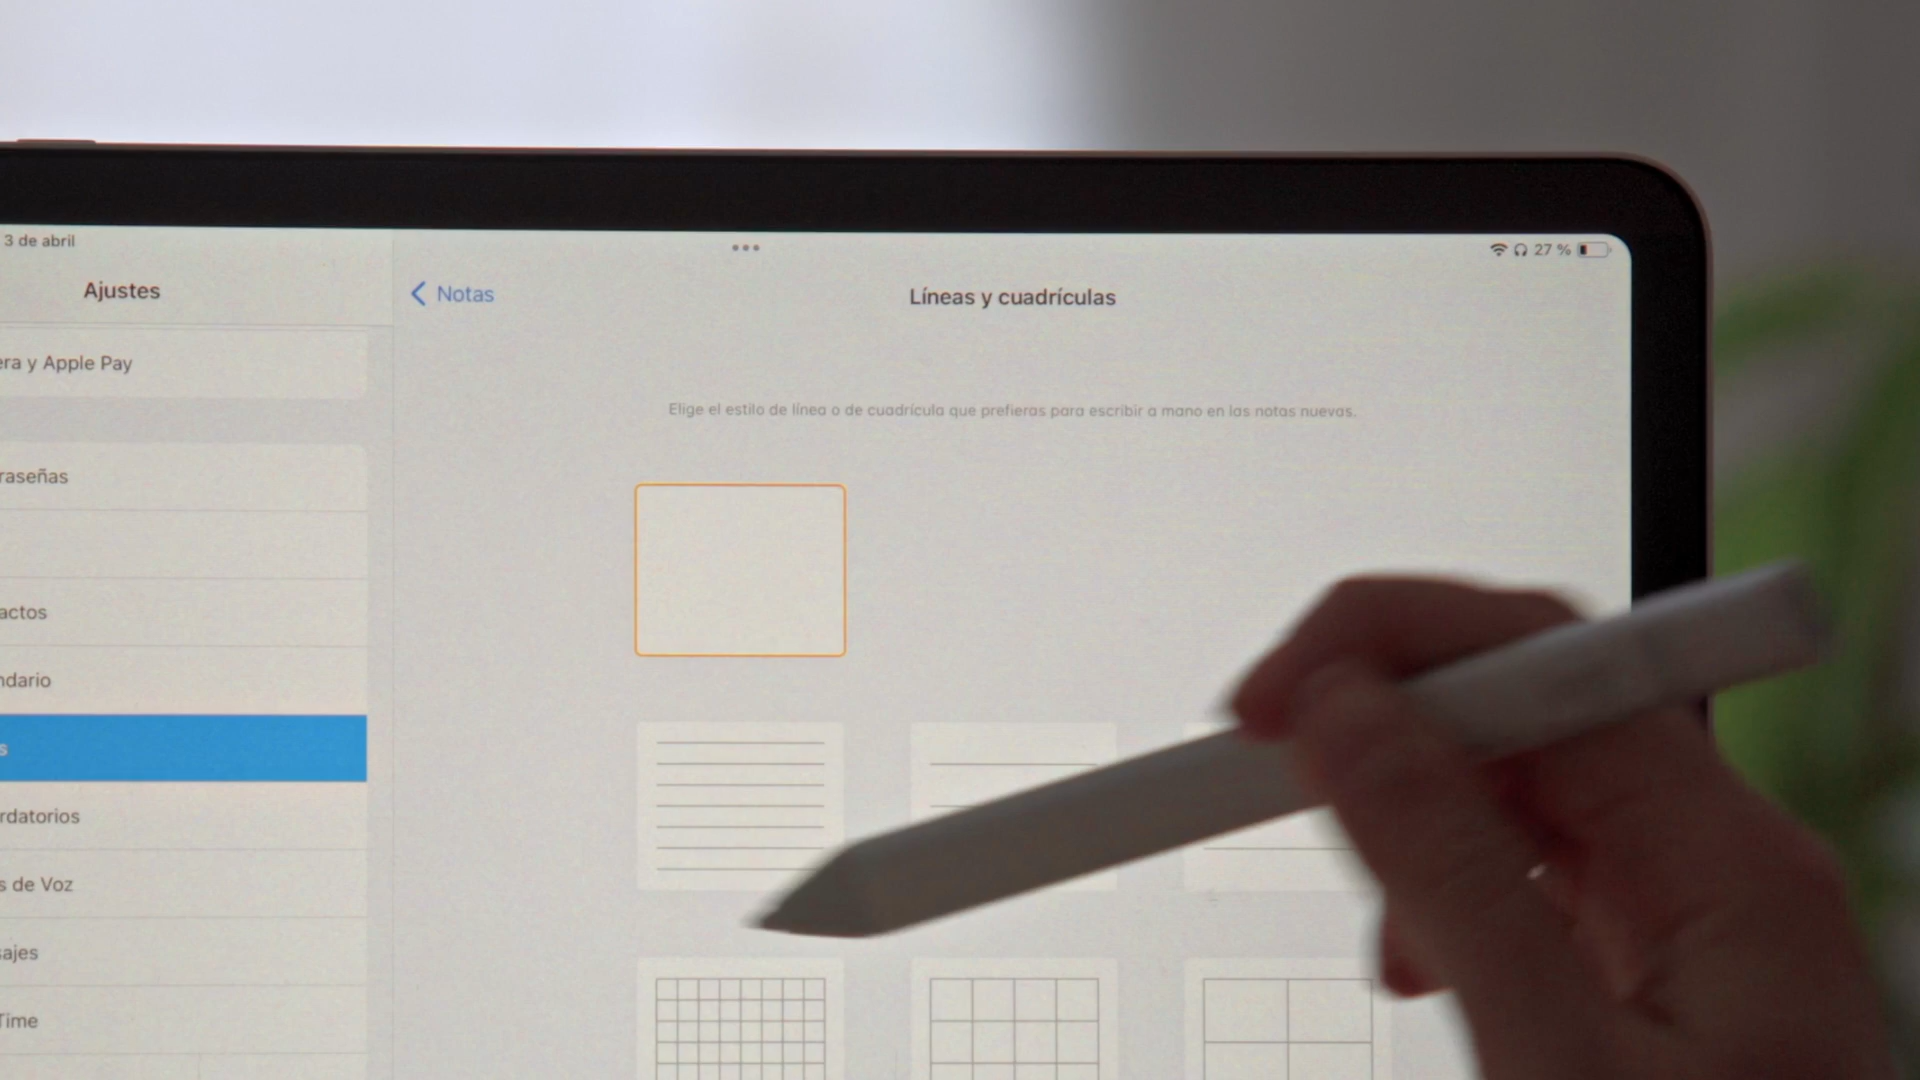 3 de abril
27 %
Ajustes
Notas
Líneas y cuadrículas
era y Apple Pay
Elige el estilo de línea o de cuadrícula que prefieras para escribir a mano en las notas nuevas.
raseñas
actos
ndario
s
rdatorios
s de Voz
sajes
Time